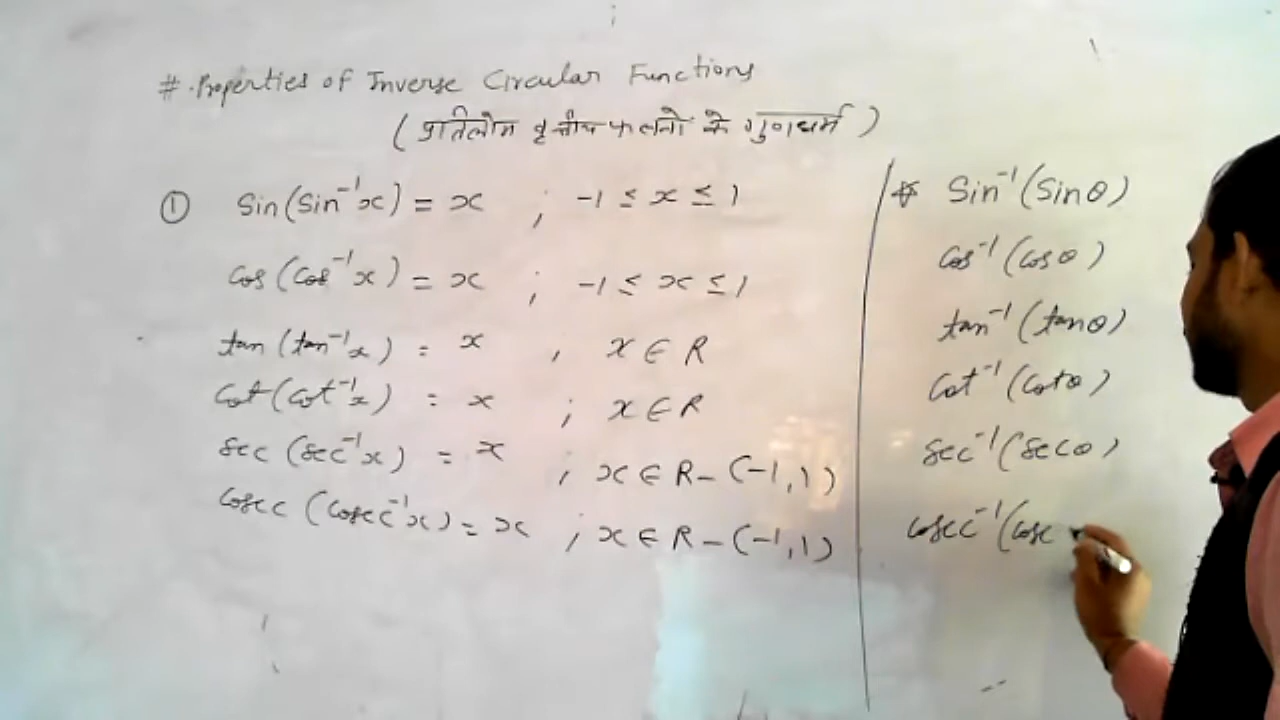 # Properties of Inverse Circular Functions
(प्रतिलोम वृत्तीय फलनो के गुणधर्म)
① Sin(Sin⁻¹x) = x ; -1 ≤ x ≤ 1
Cos(Cos⁻¹x) = x ; -1 ≤ x ≤ 1
tan(tan⁻¹x) = x , x ∈ R
Cot(Cot⁻¹x) = x ; x ∈ R
Sec(Sec⁻¹x) = x ; x ∈ R - (-1,1)
Cosec(Cosec⁻¹x) = x ; x ∈ R - (-1,1)
* Sin⁻¹(Sinθ)
Cos⁻¹(Cosθ)
tan⁻¹(tanθ)
Cot⁻¹(Cotθ)
Sec⁻¹(Secθ)
Cosec⁻¹(Cosec